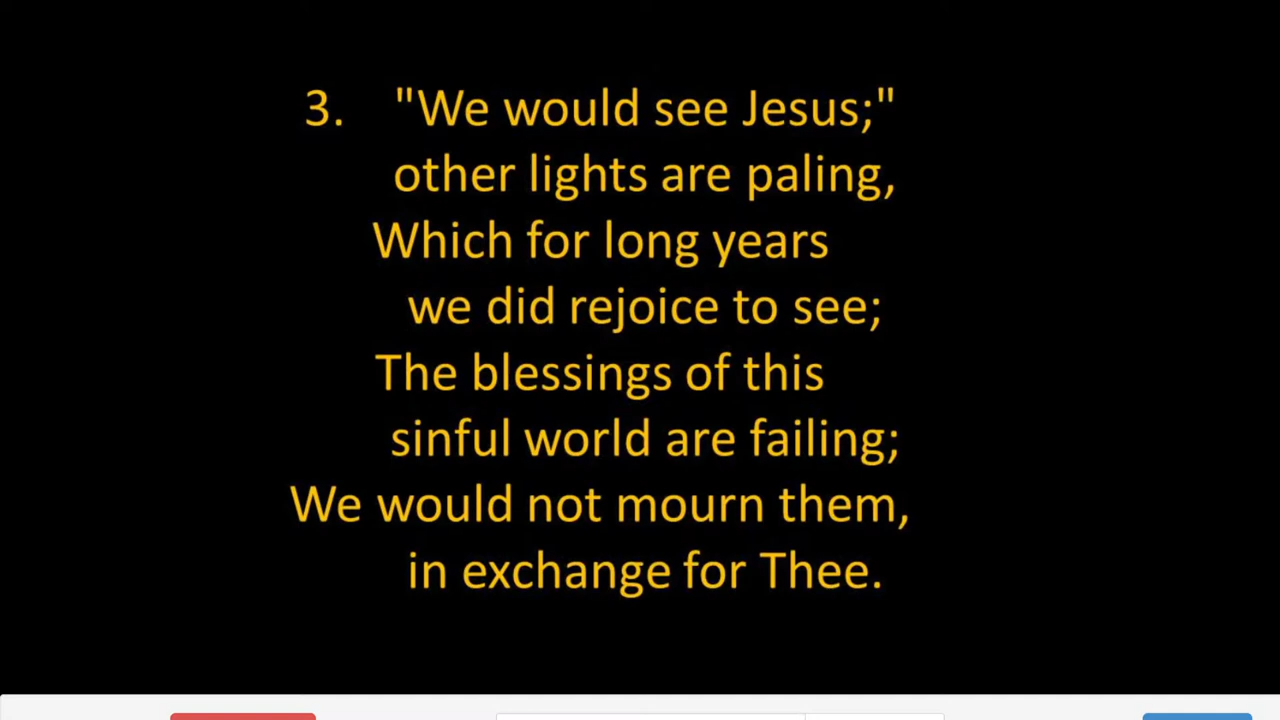 3. "We would see Jesus;"
other lights are paling,
Which for long years
we did rejoice to see;
The blessings of this
sinful world are failing;
We would not mourn them,
in exchange for Thee.